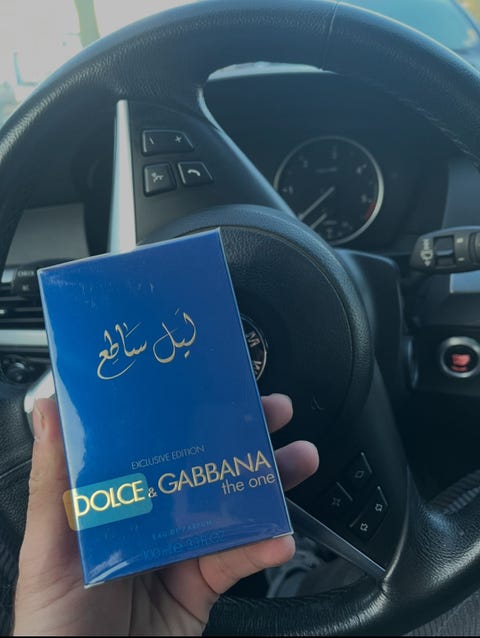 ليل ساطع
EXCLUSIVE EDITION
DOLCE & GABBANA
the one
EAU DE PARFUM